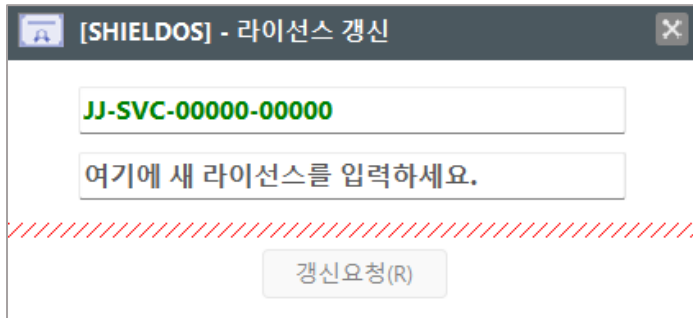 [SHIELDOS] - 라이선스 갱신
JJ-SVC-00000-00000
여기에 새 라이선스를 입력하세요.
갱신요청(R)